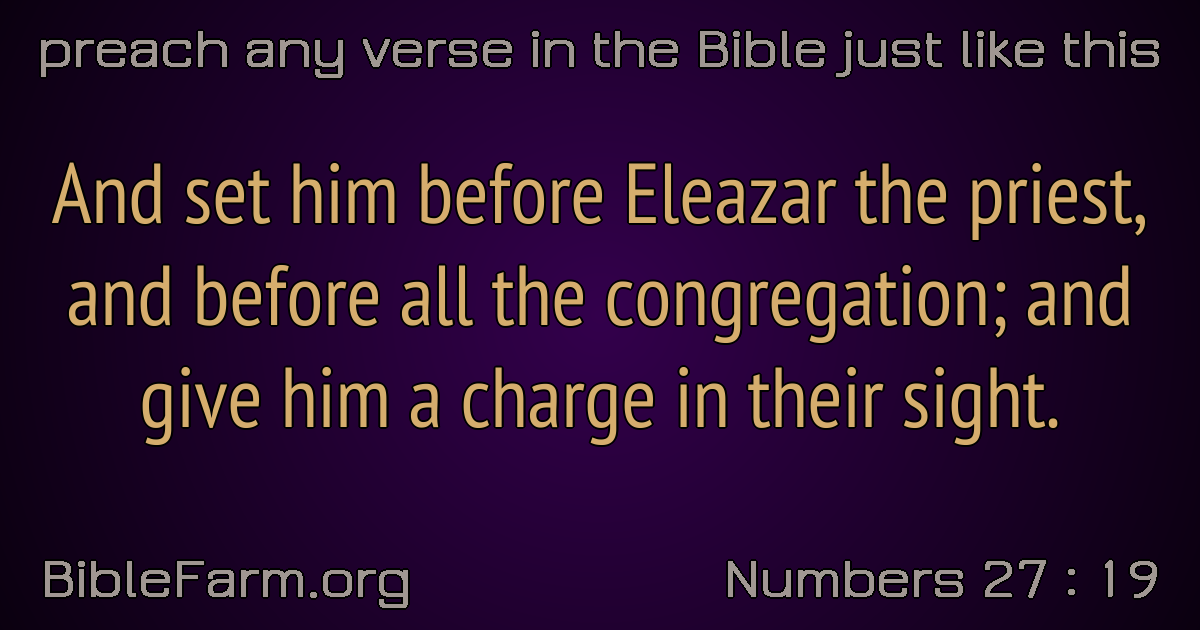 preach any verse in the Bible just like this
And set him before Eleazar the priest,
and before all the congregation; and
give him a charge in their sight.
BibleFarm.org
Numbers 27 : 19